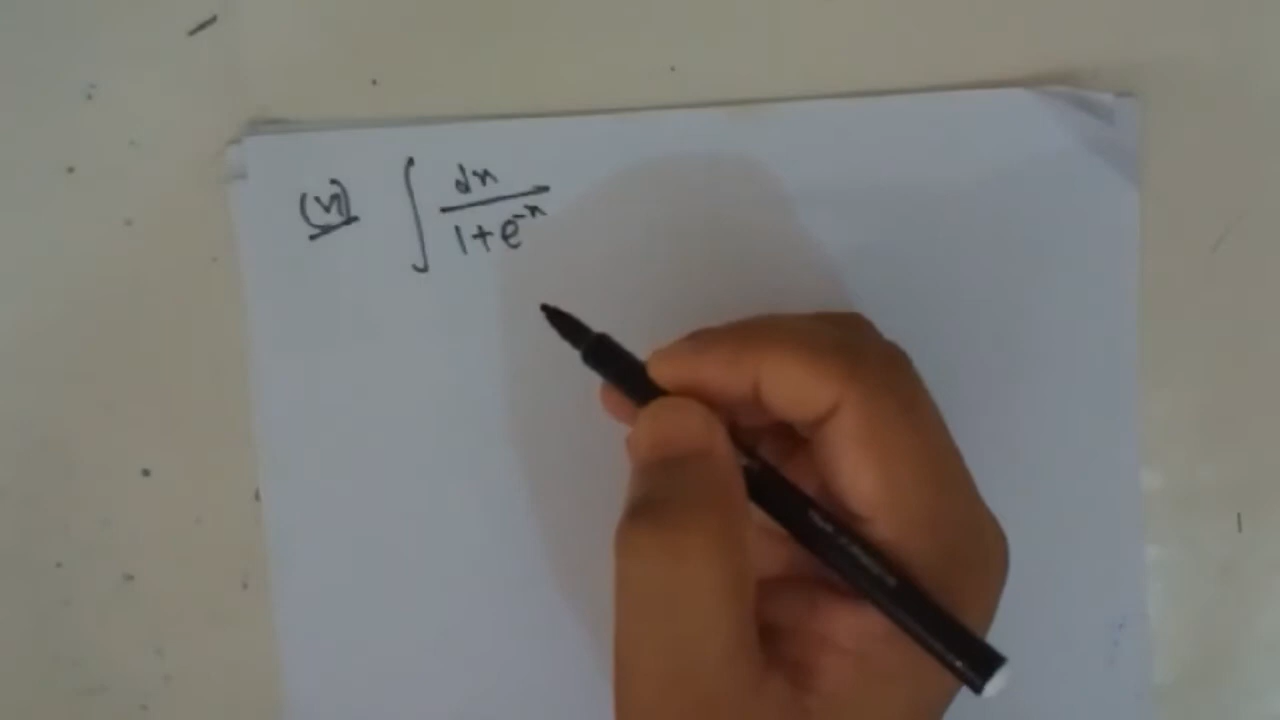 (vi) ∫ dx / 1+e^-x